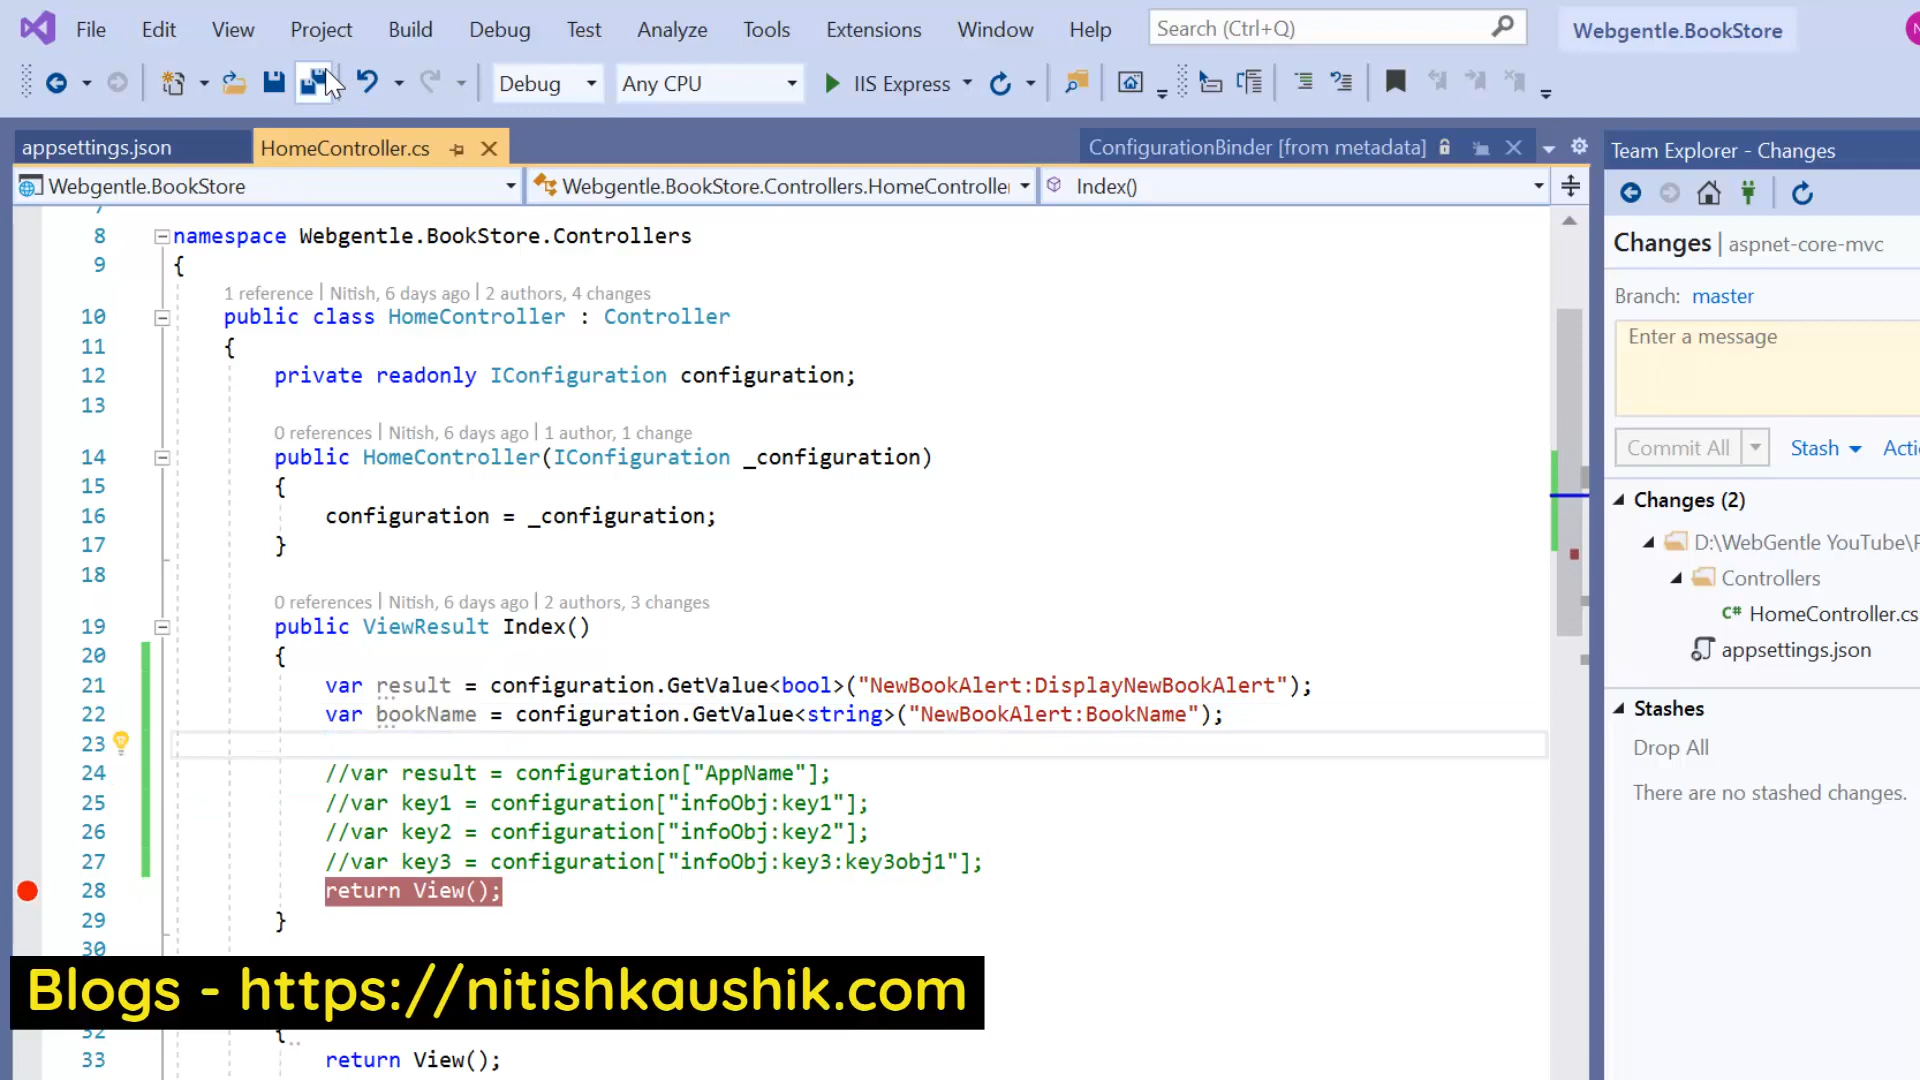 File Edit View Project Build Debug Test Analyze Tools Extensions Window Help Search (Ctrl+Q) Webgentle.BookStore
Debug Any CPU IIS Express
appsettings.json HomeController.cs ConfigurationBinder [from metadata]
Webgentle.BookStore Webgentle.BookStore.Controllers.HomeController Index()
7
8 namespace Webgentle.BookStore.Controllers
9 {
1 reference | Nitish, 6 days ago | 2 authors, 4 changes
10 public class HomeController : Controller
11 {
12 private readonly IConfiguration configuration;
13
0 references | Nitish, 6 days ago | 1 author, 1 change
14 public HomeController(IConfiguration _configuration)
15 {
16 configuration = _configuration;
17 }
18
0 references | Nitish, 6 days ago | 2 authors, 3 changes
19 public ViewResult Index()
20 {
21 var result = configuration.GetValue<bool>("NewBookAlert:DisplayNewBookAlert");
22 var bookName = configuration.GetValue<string>("NewBookAlert:BookName");
23
24 //var result = configuration["AppName"];
25 //var key1 = configuration["infoObj:key1"];
26 //var key2 = configuration["infoObj:key2"];
27 //var key3 = configuration["infoObj:key3:key3obj1"];
28 return View();
29 }
30
Blogs - https://nitishkaushik.com
32 {
33 return View();
Team Explorer - Changes
Changes | aspnet-core-mvc
Branch: master
Enter a message
Commit All Stash
Changes (2)
D:\WebGentle YouTube\
Controllers
C# HomeController.cs
appsettings.json
Stashes
Drop All
There are no stashed changes.